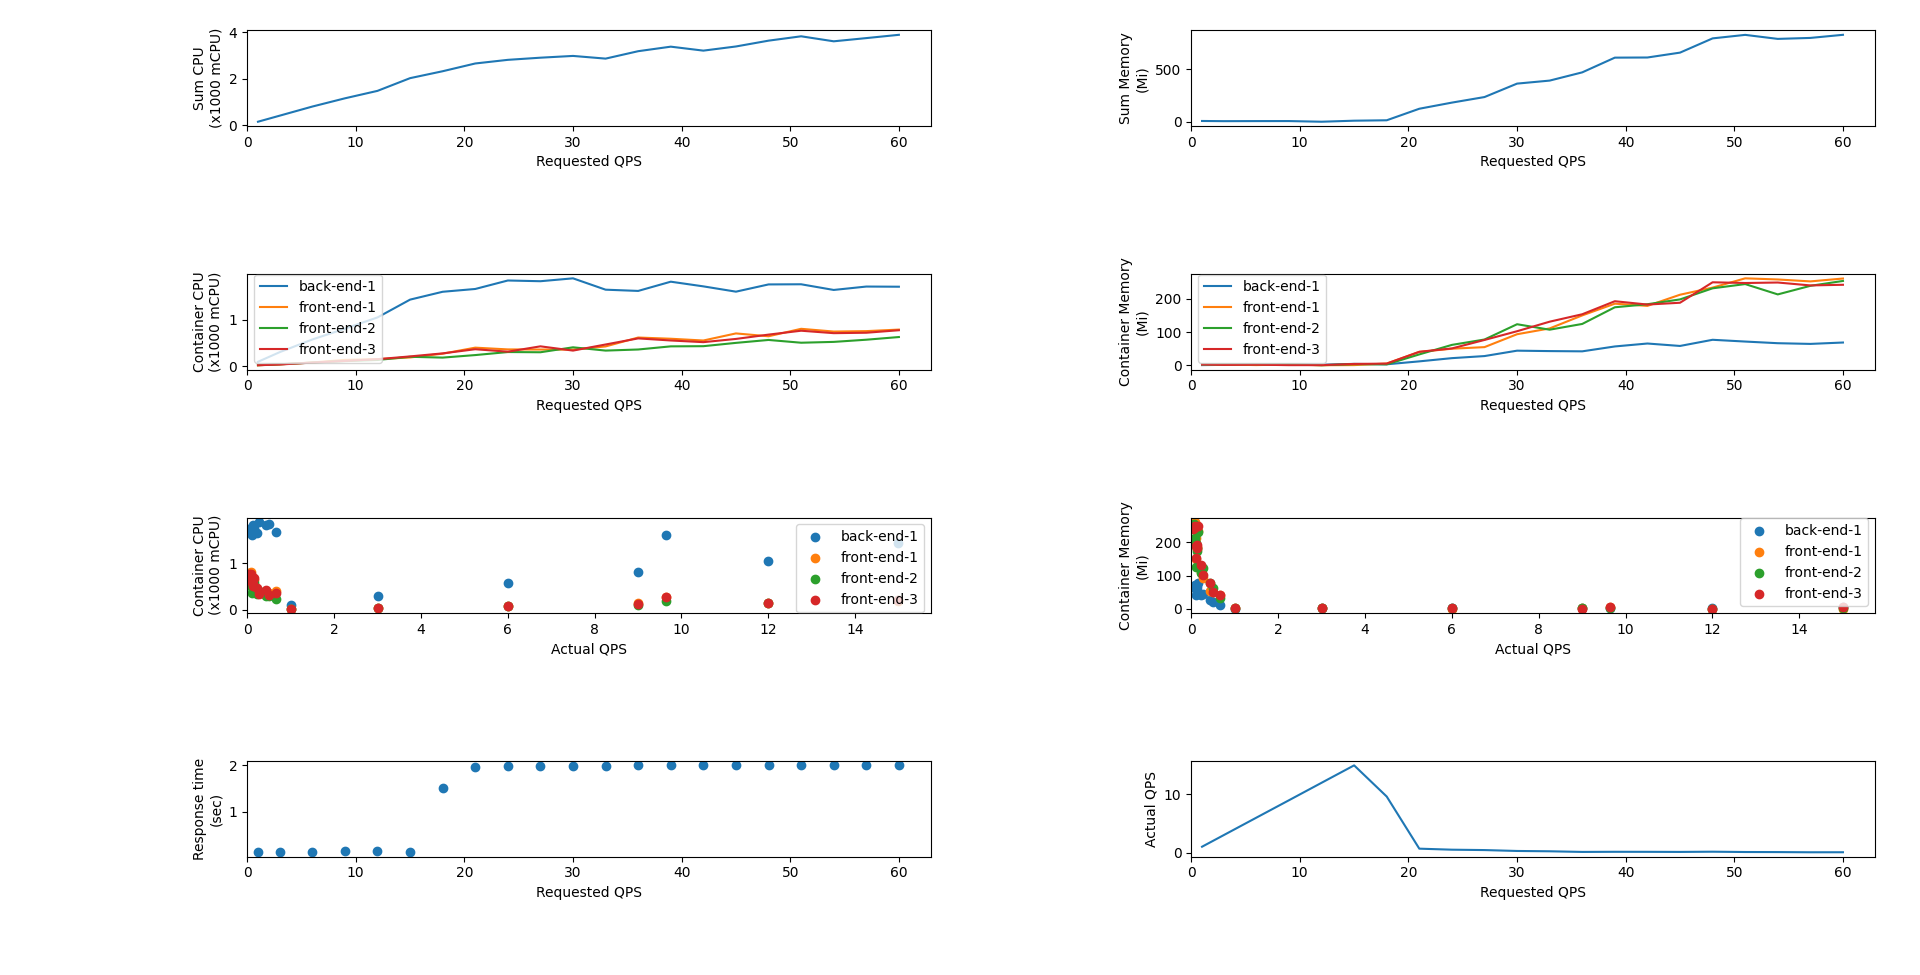 Sum CPU
(x1000 mCPU)
4
2
0
0 10 20 30 40 50 60
Requested QPS
Sum Memory
(Mi)
500
0
0 10 20 30 40 50 60
Requested QPS
Container CPU
(x1000 mCPU)
1
0
back-end-1
front-end-1
front-end-2
front-end-3
0 10 20 30 40 50 60
Requested QPS
Container Memory
(Mi)
200
100
0
back-end-1
front-end-1
front-end-2
front-end-3
0 10 20 30 40 50 60
Requested QPS
Container CPU
(x1000 mCPU)
1
0
back-end-1
front-end-1
front-end-2
front-end-3
0 2 4 6 8 10 12 14
Actual QPS
Container Memory
(Mi)
200
100
0
back-end-1
front-end-1
front-end-2
front-end-3
0 2 4 6 8 10 12 14
Actual QPS
Response time
(sec)
2
1
0 10 20 30 40 50 60
Requested QPS
Actual QPS
10
0
0 10 20 30 40 50 60
Requested QPS